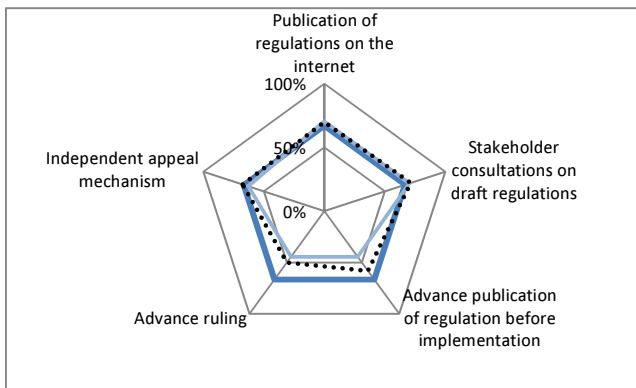 Publication of
regulations on the
internet
100%
50%
0%
Stakeholder
consultations on
draft regulations
Independent appeal
mechanism
Advance ruling
Advance publication
of regulation before
implementation